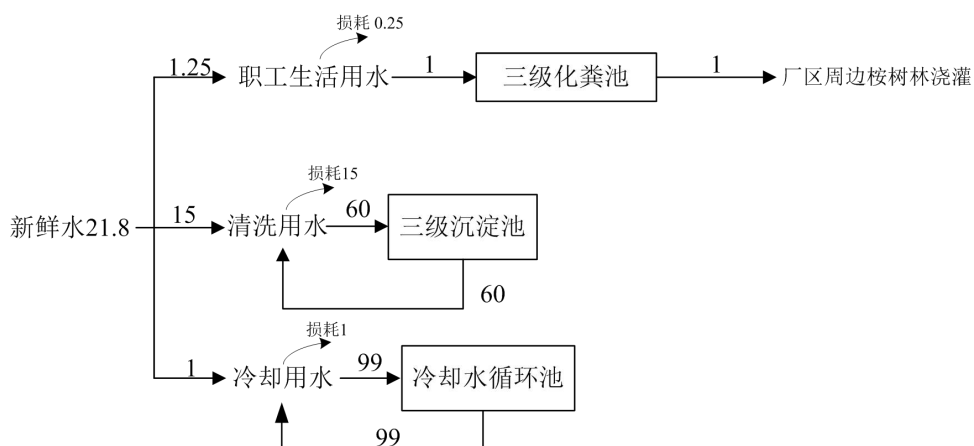 损耗 0.25
1.25
职工生活用水
1
三级化粪池
1
厂区周边桉树林浇灌
损耗15
新鲜水21.8
15
清洗用水
60
三级沉淀池
60
损耗1
1
冷却用水
99
冷却水循环池
99